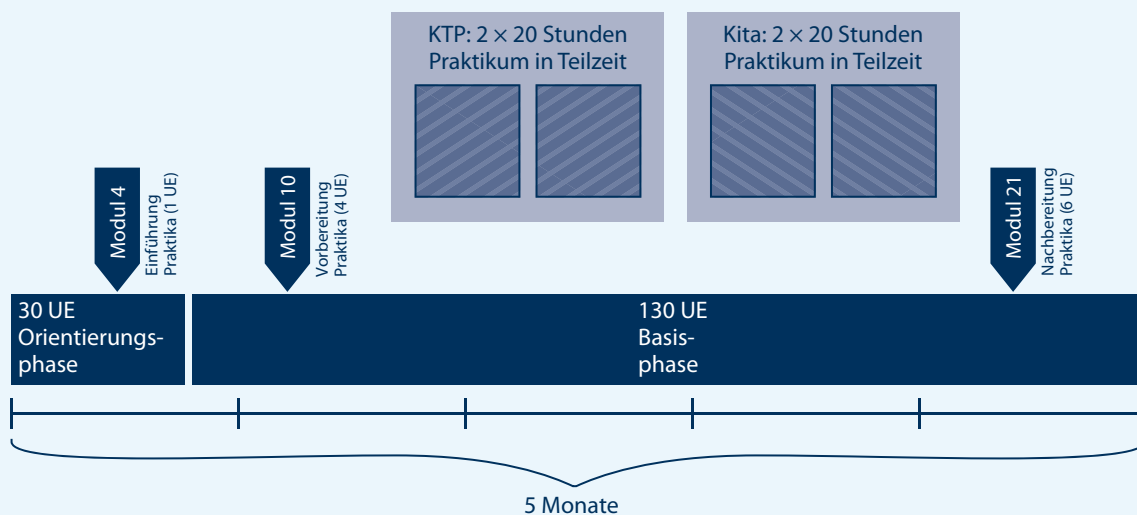 KTP: 2 × 20 Stunden
Praktikum in Teilzeit
Kita: 2 × 20 Stunden
Praktikum in Teilzeit
Modul 4
Einführung
Praktika (1 UE)
Modul 10
Vorbereitung
Praktika (4 UE)
Modul 21
Nachbereitung
Praktika (6 UE)
30 UE
Orientierungs-
phase
130 UE
Basis-
phase
5 Monate